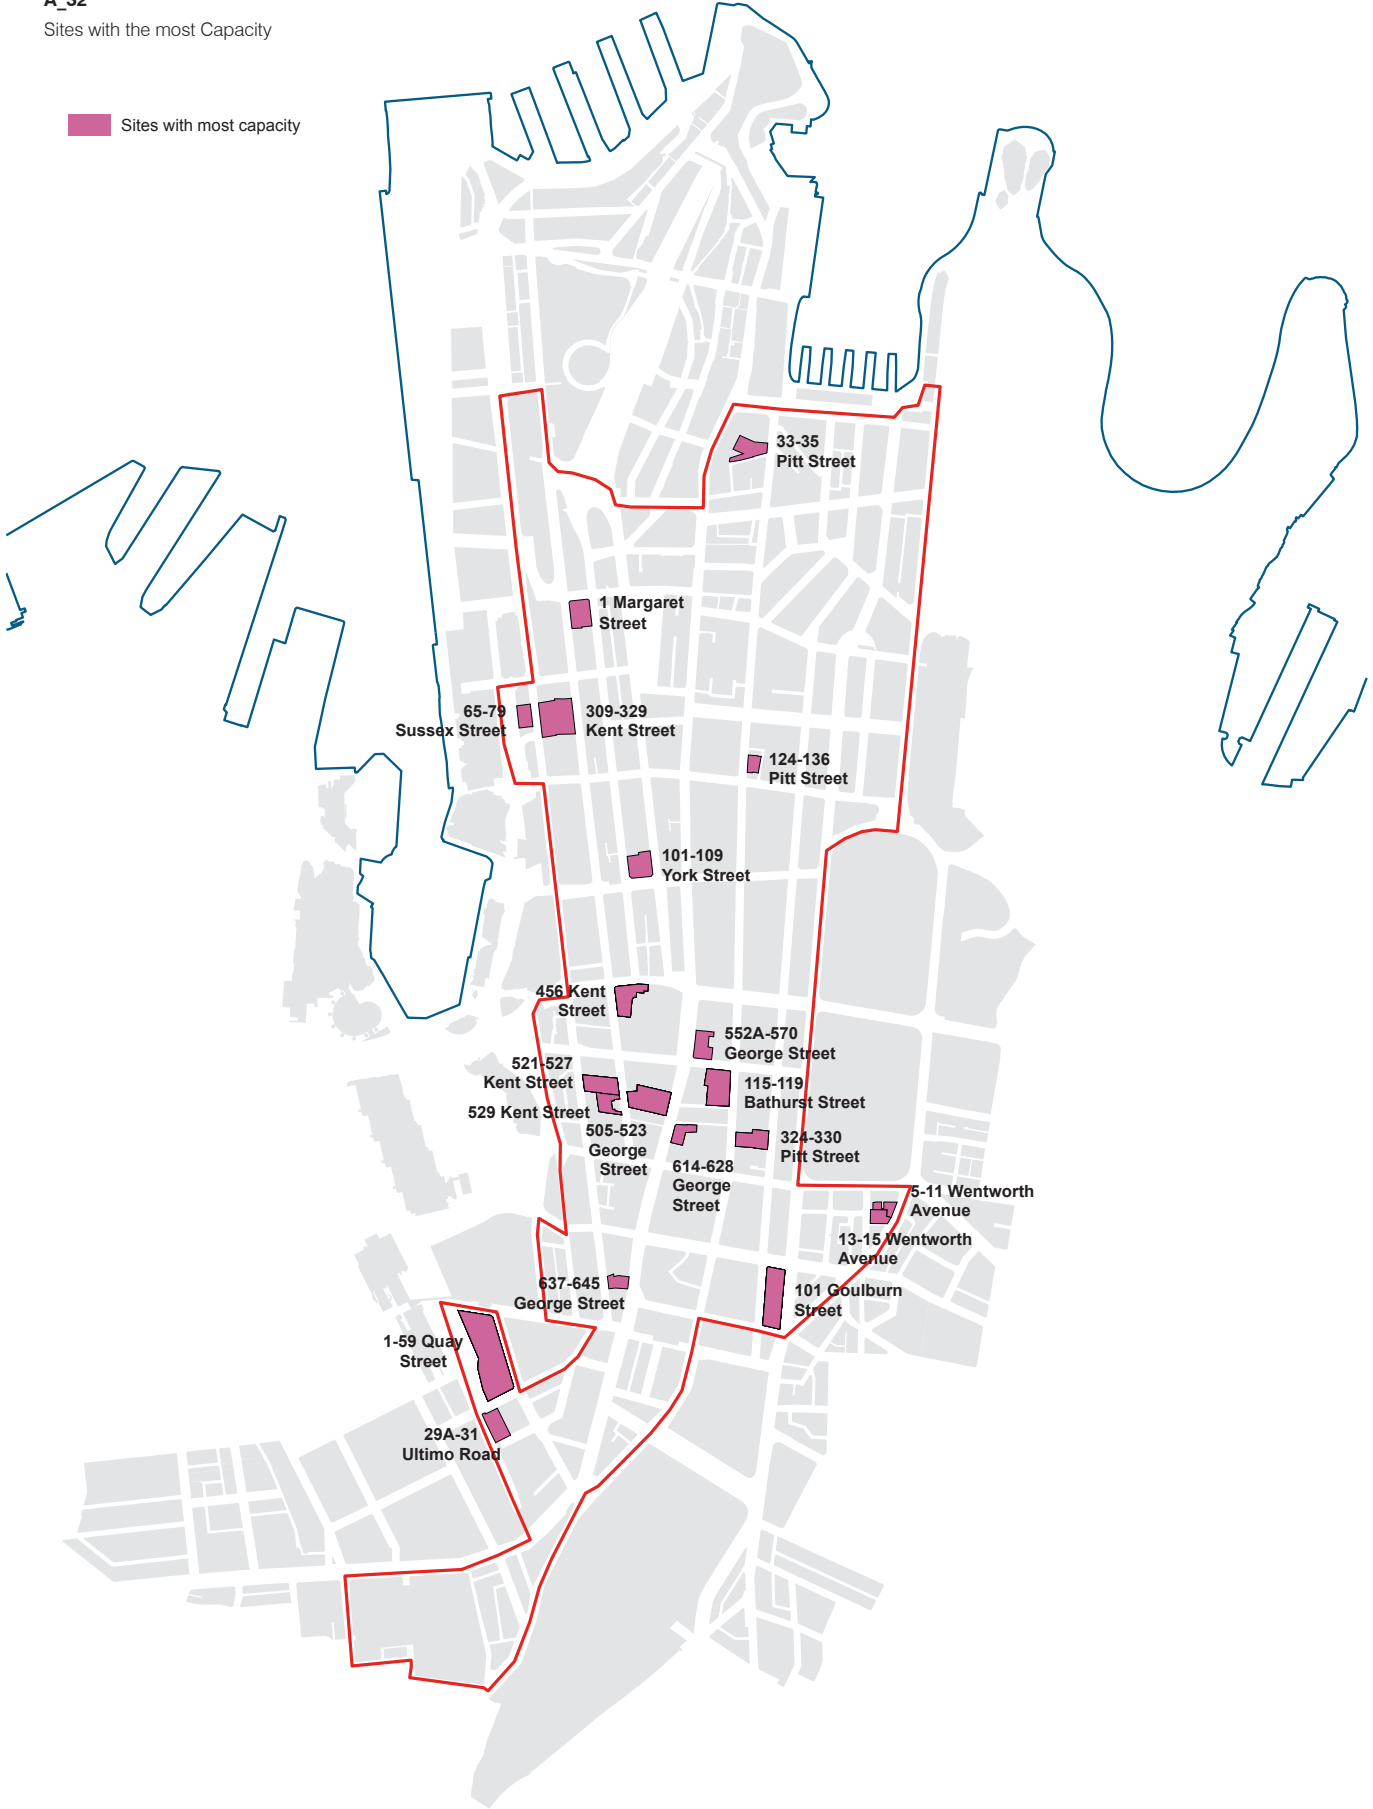 A_32
Sites with the most Capacity
Sites with most capacity
33-35
Pitt Street
1 Margaret
Street
65-79
Sussex Street
309-329
Kent Street
124-136
Pitt Street
101-109
York Street
456 Kent
Street
552A-570
George Street
521-527
Kent Street
115-119
Bathurst Street
529 Kent Street
505-523
George
Street
324-330
Pitt Street
614-628
George
Street
5-11 Wentworth
Avenue
13-15 Wentworth
Avenue
637-645
George Street
101 Goulburn
Street
1-59 Quay
Street
29A-31
Ultimo Road